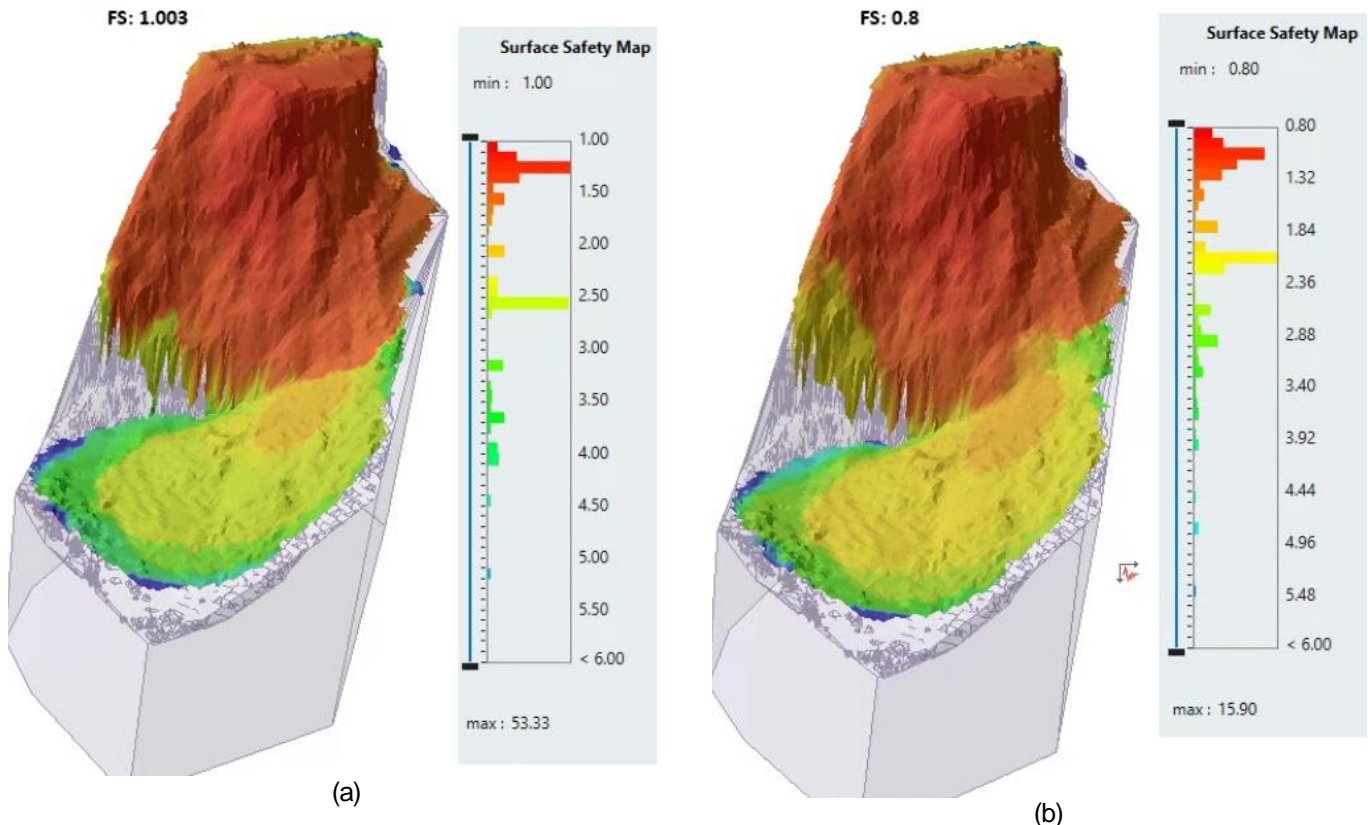 FS: 1.003
Surface Safety Map
min : 1.00
1.00
1.50
2.00
2.50
3.00
3.50
4.00
4.50
5.00
5.50
< 6.00
max : 53.33
(a)
FS: 0.8
Surface Safety Map
min : 0.80
0.80
1.32
1.84
2.36
2.88
3.40
3.92
4.44
4.96
5.48
< 6.00
max : 15.90
(b)